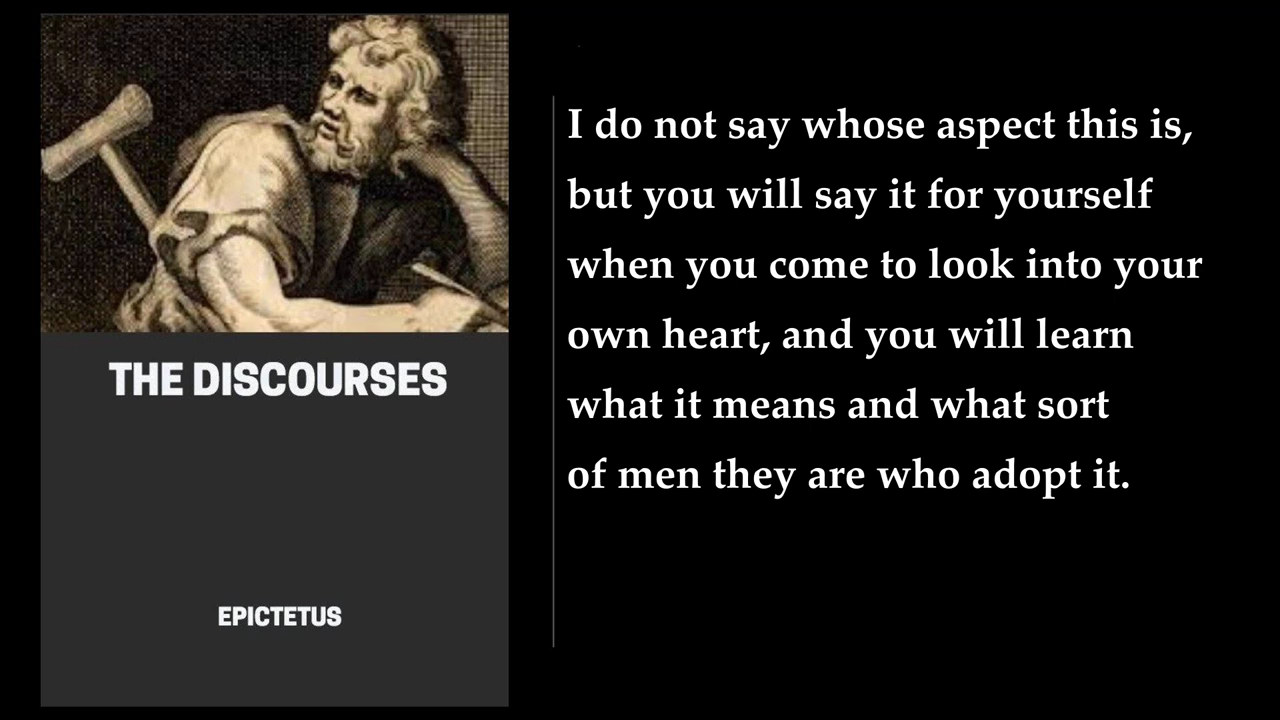 THE DISCOURSES
EPICTETUS
I do not say whose aspect this is,
but you will say it for yourself
when you come to look into your
own heart, and you will learn
what it means and what sort
of men they are who adopt it.